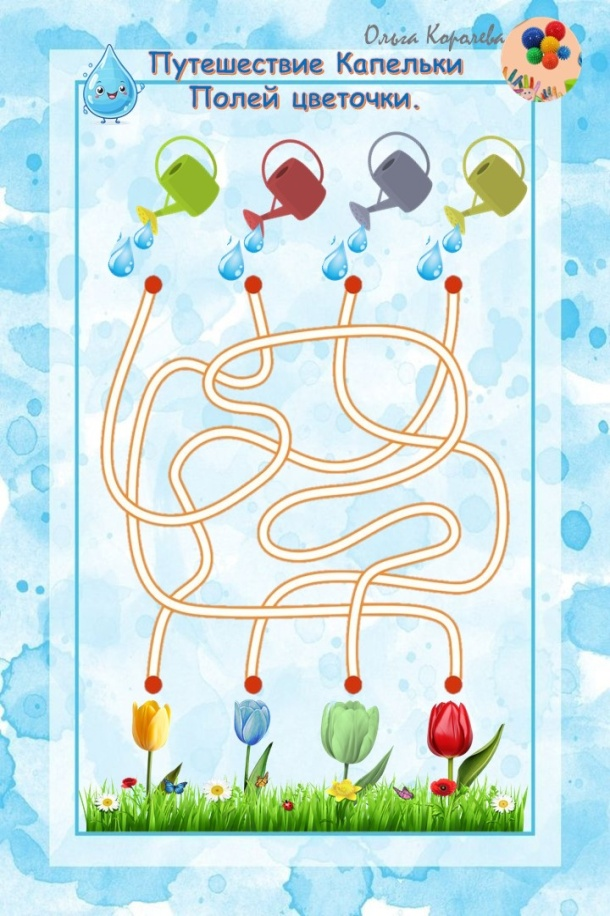 Ольга Королева
Путешествие Капельки
Полей цветочки.